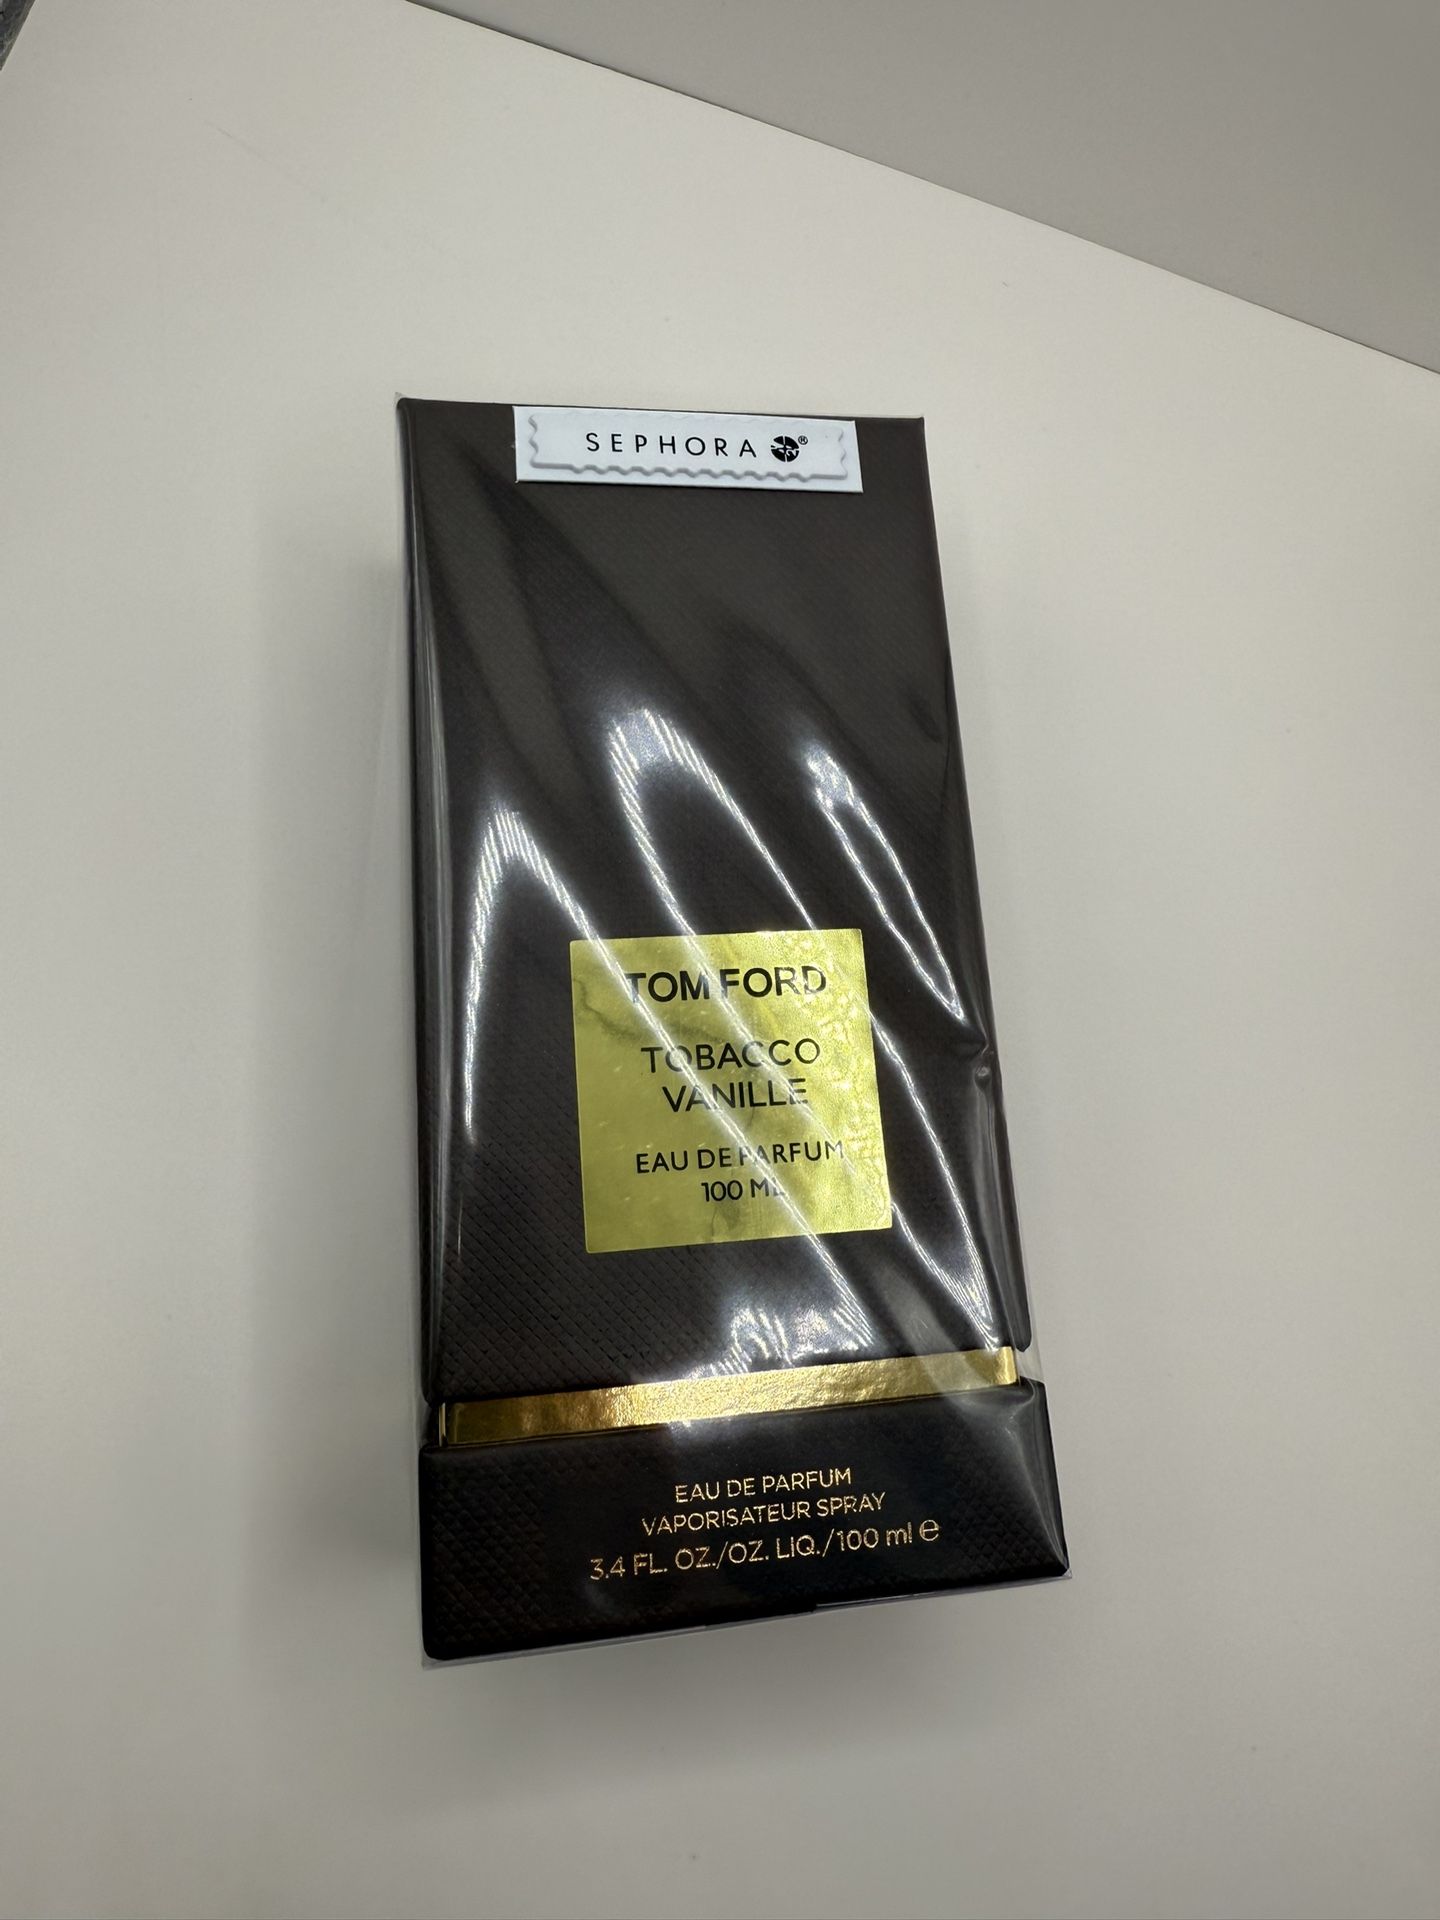 SEPHORA ®
TOM FORD
TOBACCO
VANILLE
EAU DE PARFUM
100 ML
EAU DE PARFUM
VAPORISATEUR SPRAY
3.4 FL. OZ./OZ. LIQ./100 ml ℮